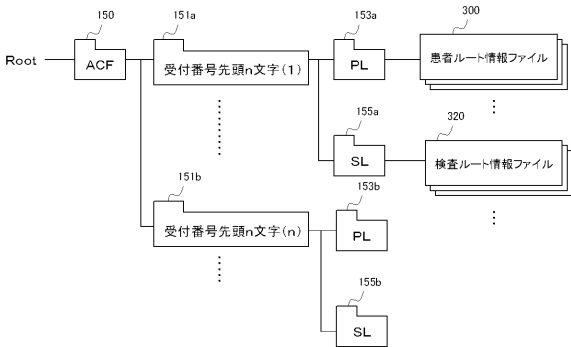 150
151a
153a
300
Root
ACF
受付番号先頭n文字(1)
PL
患者ルート情報ファイル
155a
320
SL
検査ルート情報ファイル
151b
153b
受付番号先頭n文字(n)
PL
155b
SL